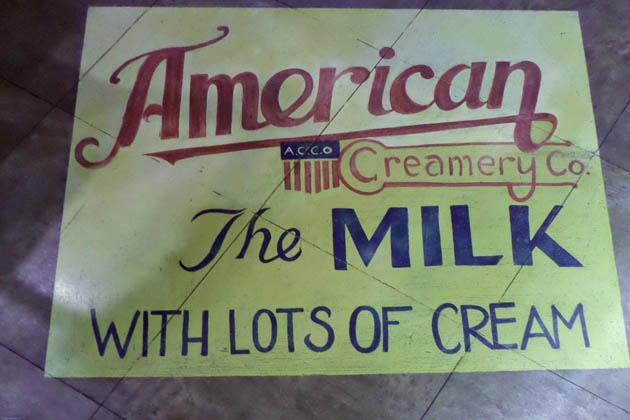 American
A.C.C.O
Creamery Co.
The MILK
WITH LOTS OF CREAM